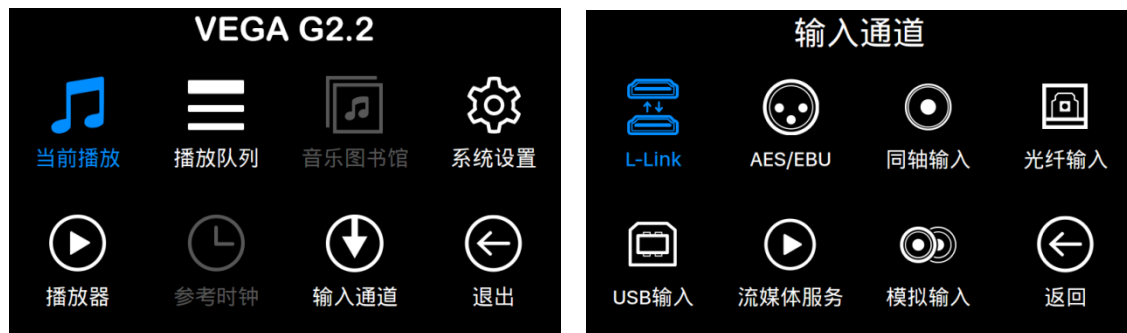 VEGA G2.2
当前播放 播放队列 音乐图书馆 系统设置
播放器 参考时钟 输入通道 退出
输入通道
L-Link AES/EBU 同轴输入 光纤输入
USB输入 流媒体服务 模拟输入 返回